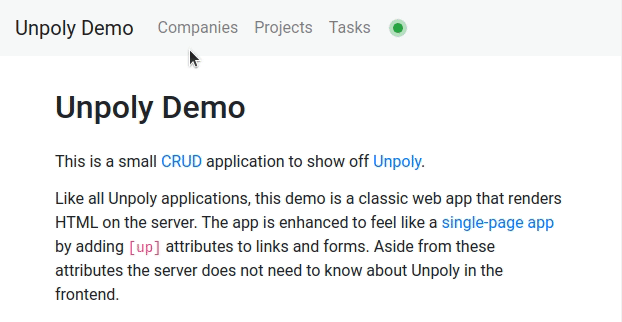 Unpoly Demo Companies Projects Tasks
Unpoly Demo
This is a small CRUD application to show off Unpoly.
Like all Unpoly applications, this demo is a classic web app that renders
HTML on the server. The app is enhanced to feel like a single-page app
by adding [up] attributes to links and forms. Aside from these
attributes the server does not need to know about Unpoly in the
frontend.